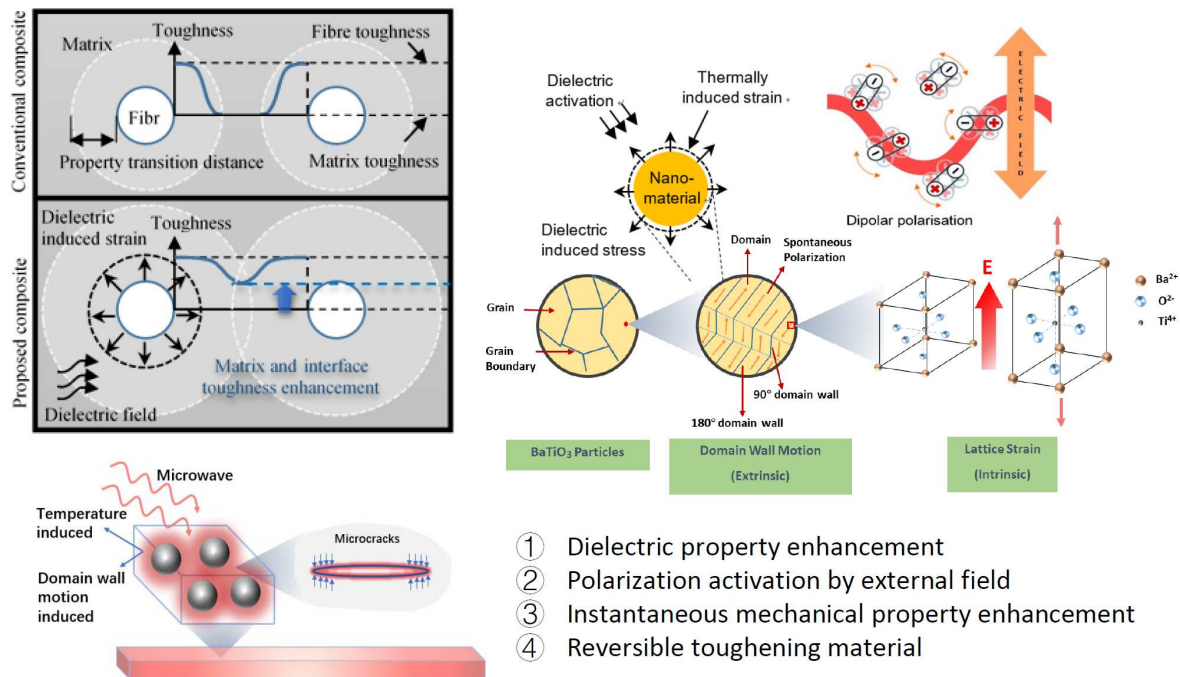 Conventional composite
Matrix
Toughness
Fibre toughness
Fibr
Property transition distance
Matrix toughness
Proposed composite
Dielectric
induced strain
Toughness
Matrix and interface
toughness enhancement
Dielectric field
Dielectric
activation
Thermally
induced strain
Nano-
material
Dielectric
induced stress
ELECTRIC FIELD
Dipolar polarisation
Domain
Spontaneous
Polarization
Grain
Grain
Boundary
90° domain wall
180° domain wall
E
Ba2+
O2-
Ti4+
BaTiO3 Particles
Domain Wall Motion
(Extrinsic)
Lattice Strain
(Intrinsic)
Microwave
Temperature
induced
Domain wall
motion
induced
Microcracks
① Dielectric property enhancement
② Polarization activation by external field
③ Instantaneous mechanical property enhancement
④ Reversible toughening material